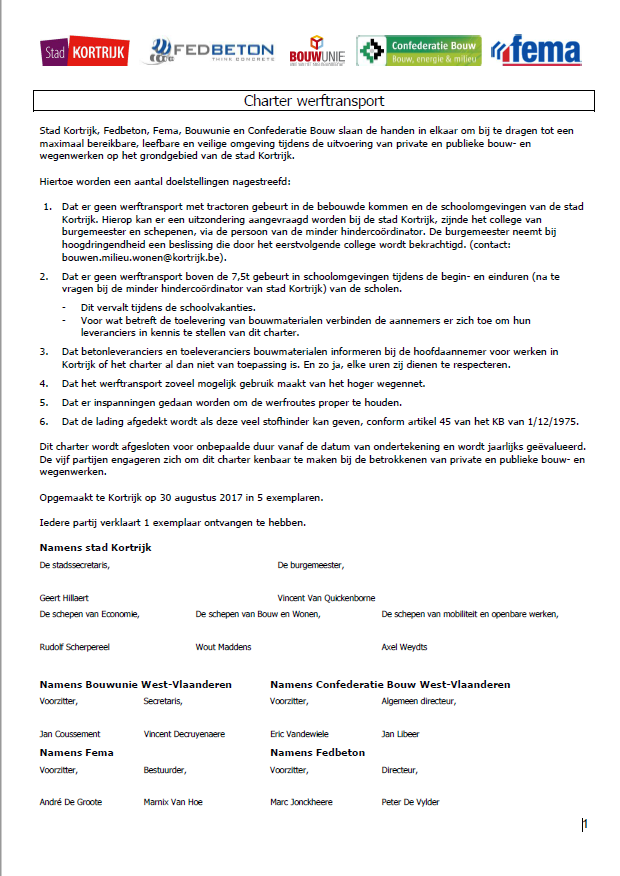 Stad KORTRIJK
FEDBETON
THINK CONCRETE
BOUWUNIE
Confederatie Bouw
Bouw, energie & milieu
fema
Charter werftransport
Stad Kortrijk, Fedbeton, Fema, Bouwunie en Confederatie Bouw slaan de handen in elkaar om bij te dragen tot een
maximaal bereikbare, leefbare en veilige omgeving tijdens de uitvoering van private en publieke bouw- en
wegenwerken op het grondgebied van de stad Kortrijk.
Hiertoe worden een aantal doelstellingen nagestreefd:
1. Dat er geen werftransport met tractoren gebeurt in de bebouwde kommen en de schoolomgevingen van de stad
Kortrijk. Hierop kan er een uitzondering aangevraagd worden bij de stad Kortrijk, zijnde het college van
burgemeester en schepenen, via de persoon van de minder hindercoördinator. De burgemeester neemt bij
hoogdringendheid een beslissing die door het eerstvolgende college wordt bekrachtigd. (contact:
bouwen.milieu.wonen@kortrijk.be).
2. Dat er geen werftransport boven de 7,5t gebeurt in schoolomgevingen tijdens de begin- en einduren (na te
vragen bij de minder hindercoördinator van stad Kortrijk) van de scholen.
- Dit vervalt tijdens de schoolvakanties.
- Voor wat betreft de toelevering van bouwmaterialen verbinden de aannemers er zich toe om hun
leveranciers in kennis te stellen van dit charter.
3. Dat betonleveranciers en toeleveranciers bouwmaterialen informeren bij de hoofdaannemer voor werken in
Kortrijk of het charter al dan niet van toepassing is. En zo ja, elke uren zij dienen te respecteren.
4. Dat het werftransport zoveel mogelijk gebruik maakt van het hoger wegennet.
5. Dat er inspanningen gedaan worden om de werfroutes proper te houden.
6. Dat de lading afgedekt wordt als deze veel stofhinder kan geven, conform artikel 45 van het KB van 1/12/1975.
Dit charter wordt afgesloten voor onbepaalde duur vanaf de datum van ondertekening en wordt jaarlijks geëvalueerd.
De vijf partijen engageren zich om dit charter kenbaar te maken bij de betrokkenen van private en publieke bouw- en
wegenwerken.
Opgemaakt te Kortrijk op 30 augustus 2017 in 5 exemplaren.
Iedere partij verklaart 1 exemplaar ontvangen te hebben.
Namens stad Kortrijk
De stadssecretaris, De burgemeester,
Geert Hillaert Vincent Van Quickenborne
De schepen van Economie, De schepen van Bouw en Wonen, De schepen van mobiliteit en openbare werken,
Rudolf Scherpereel Wout Maddens Axel Weydts
Namens Bouwunie West-Vlaanderen Namens Confederatie Bouw West-Vlaanderen
Voorzitter, Secretaris, Voorzitter, Algemeen directeur,
Jan Coussement Vincent Decruyenaere Eric Vandewiele Jan Libeer
Namens Fema Namens Fedbeton
Voorzitter, Bestuurder, Voorzitter, Directeur,
André De Groote Marnix Van Hoe Marc Jonckheere Peter De Vylder
1